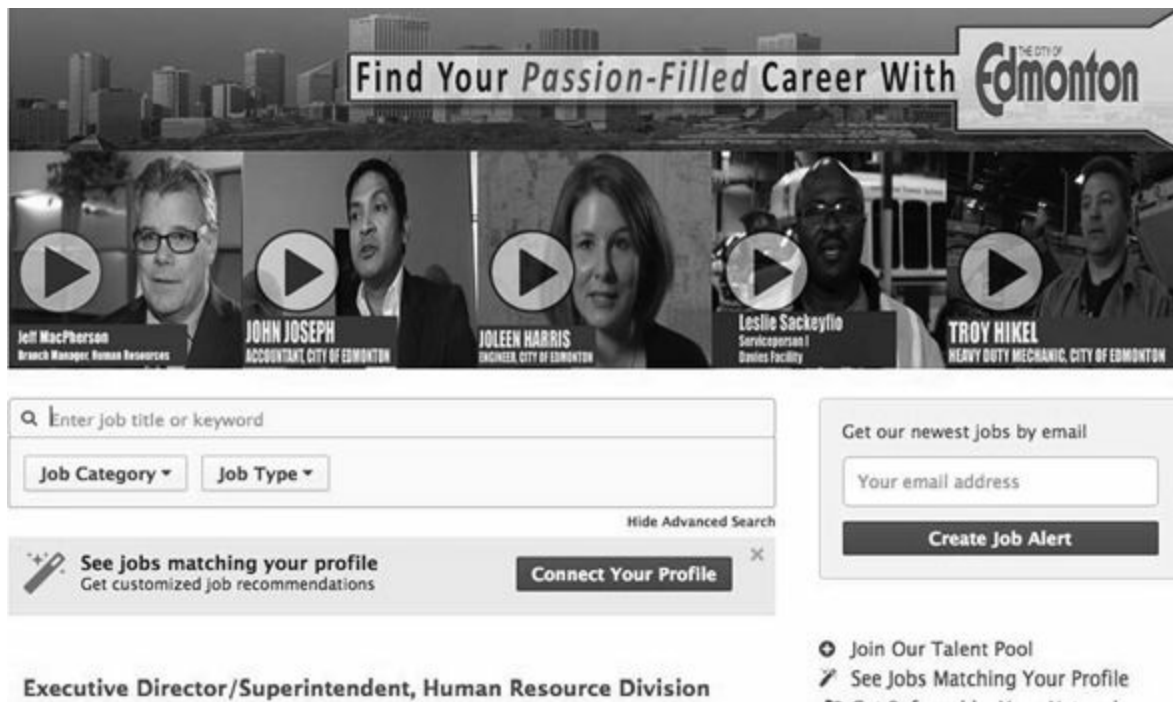 Find Your Passion-Filled Career With
THE CITY OF
Edmonton
Jeff MacPherson
Branch Manager, Human Resources
JOHN JOSEPH
ACCOUNTANT, CITY OF EDMONTON
JOLEEN HARRIS
ENGINEER, CITY OF EDMONTON
Leslie Sackeyfio
Serviceperson I
Davies Facility
TROY HIKEL
HEAVY DUTY MECHANIC, CITY OF EDMONTON
Enter job title or keyword
Job Category
Job Type
Hide Advanced Search
See jobs matching your profile
Get customized job recommendations
Connect Your Profile
Executive Director/Superintendent, Human Resource Division
Get our newest jobs by email
Your email address
Create Job Alert
Join Our Talent Pool
See Jobs Matching Your Profile